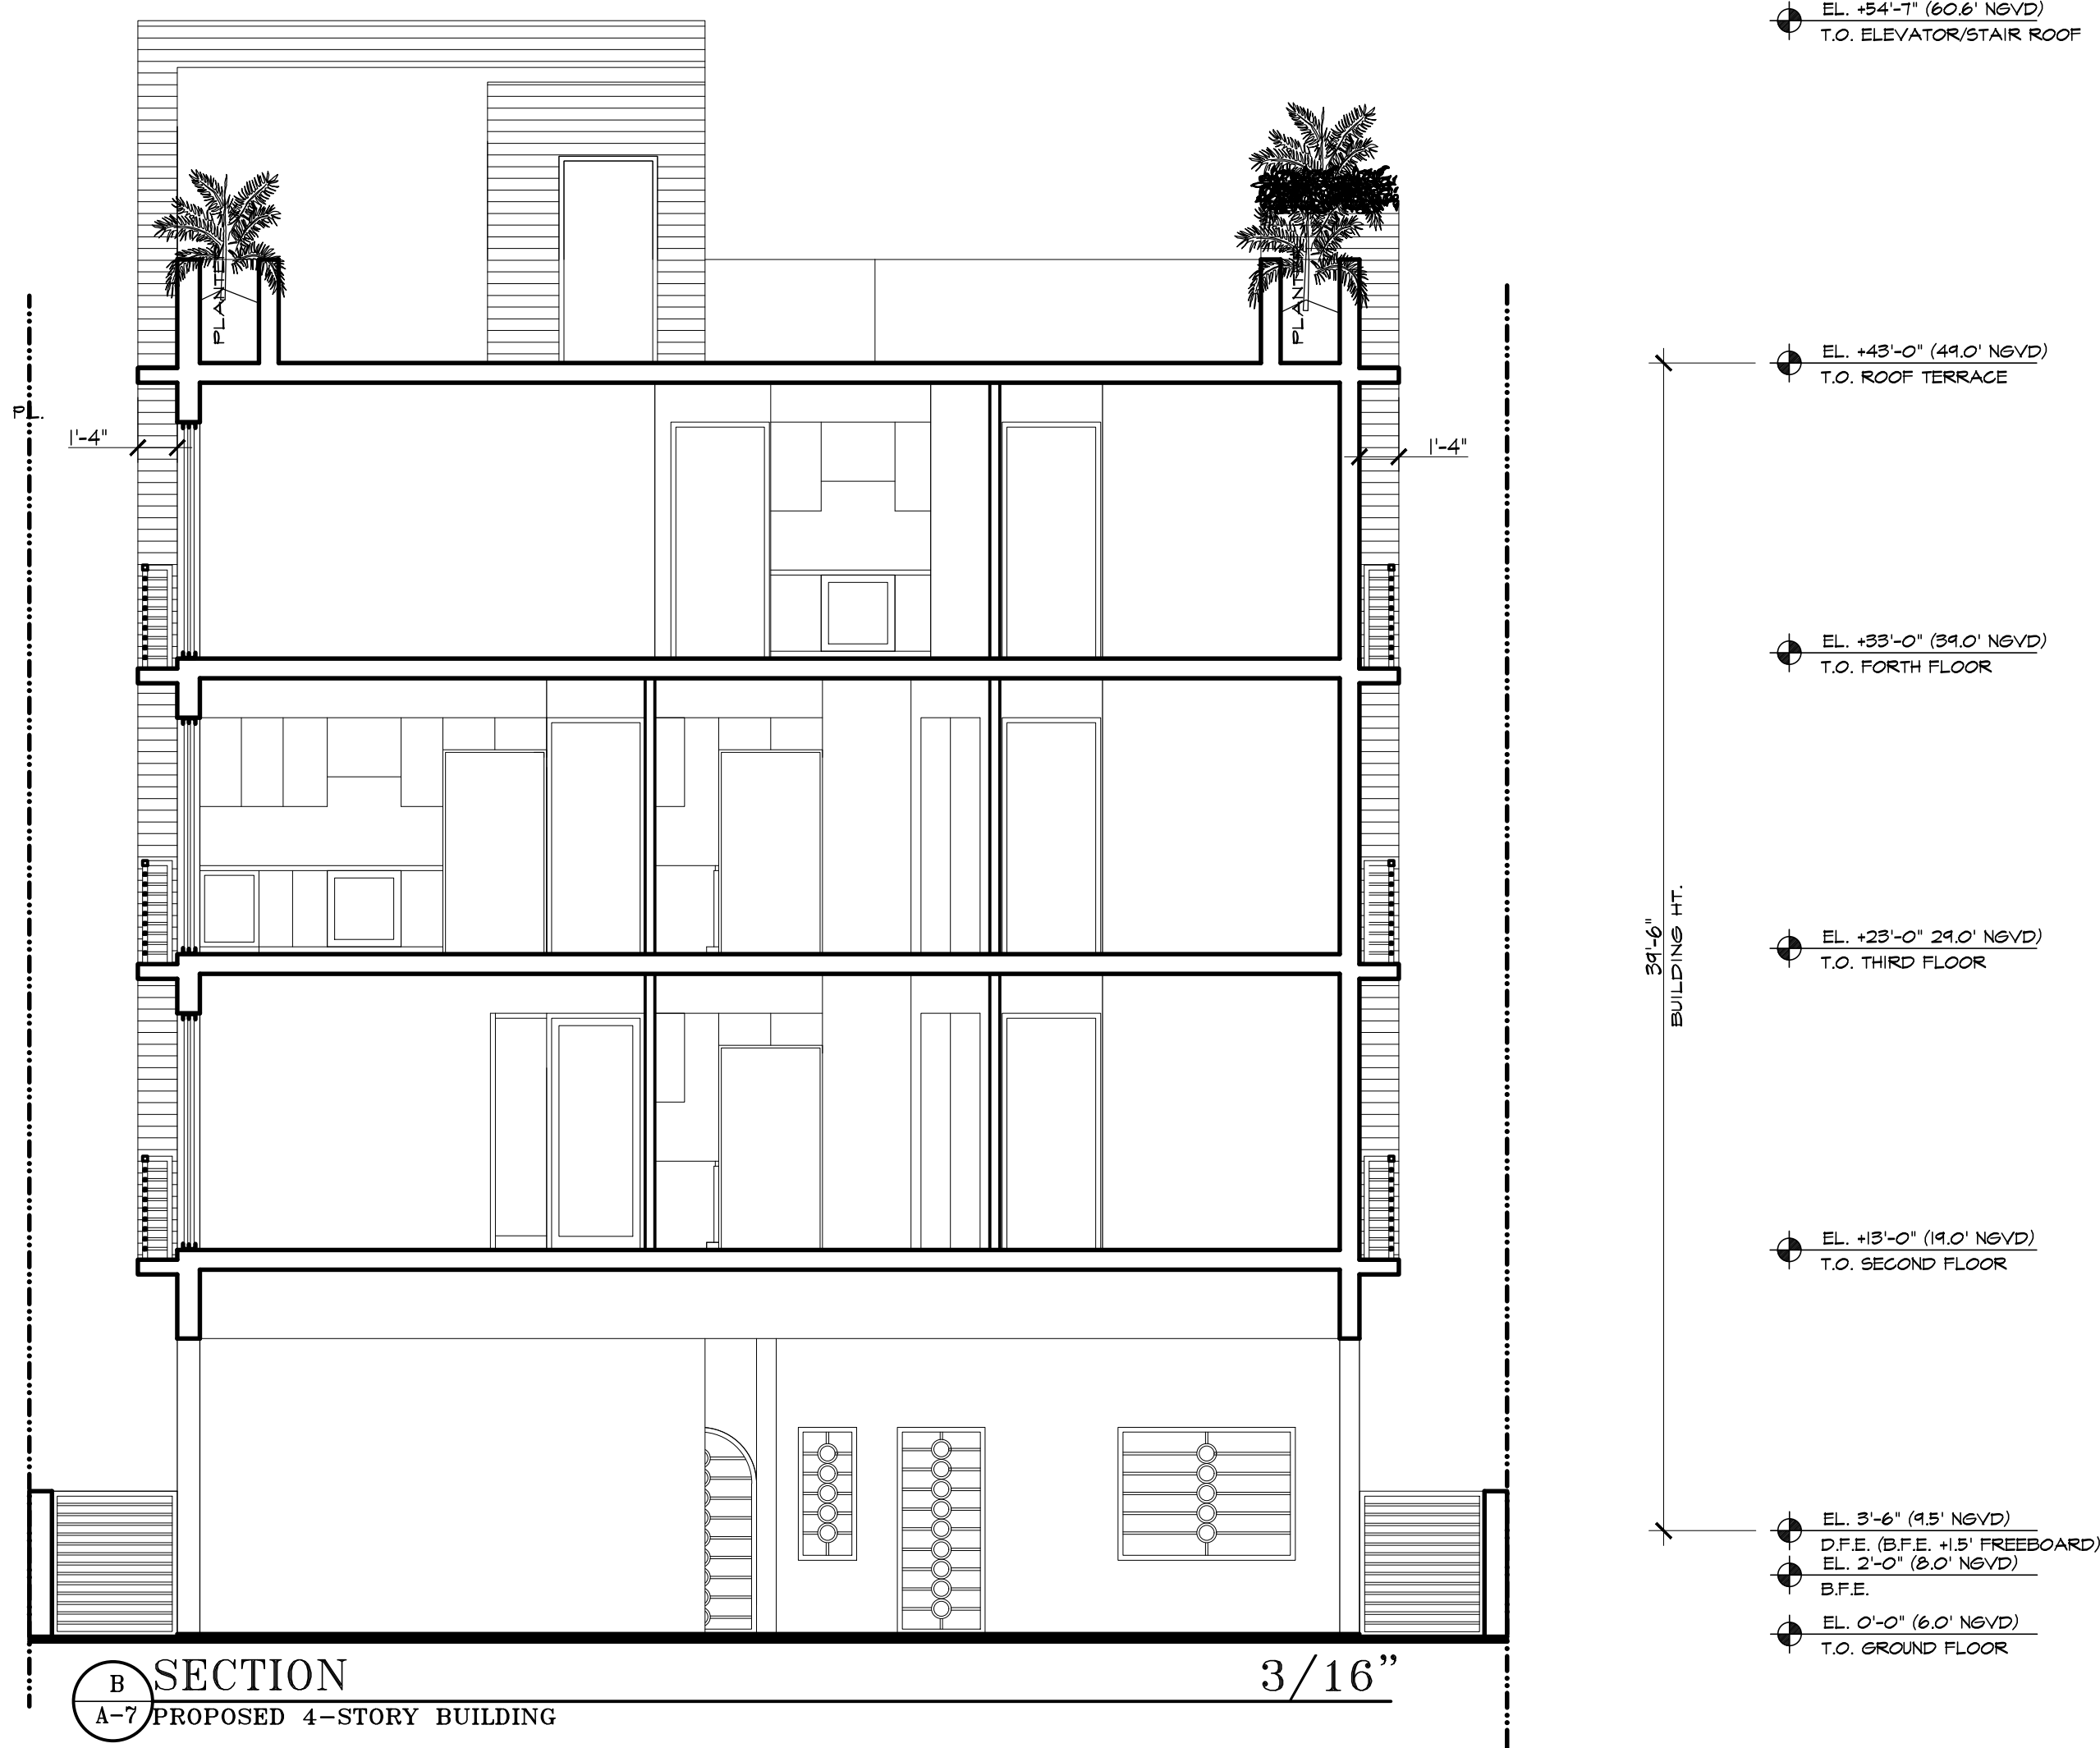 EL. +54'-7" (60.6' NGVD)
T.O. ELEVATOR/STAIR ROOF
PLANTER
PLANTER
EL. +43'-0" (49.0' NGVD)
T.O. ROOF TERRACE
P.L.
1'-4"
1'-4"
EL. +33'-0" (39.0' NGVD)
T.O. FORTH FLOOR
39'-6"
BUILDING HT.
EL. +23'-0" 29.0' NGVD)
T.O. THIRD FLOOR
EL. +13'-0" (19.0' NGVD)
T.O. SECOND FLOOR
EL. 3'-6" (9.5' NGVD)
D.F.E. (B.F.E. +1.5' FREEBOARD)
EL. 2'-0" (8.0' NGVD)
B.F.E.
EL. 0'-0" (6.0' NGVD)
T.O. GROUND FLOOR
B
A-7
SECTION
3/16"
PROPOSED 4-STORY BUILDING